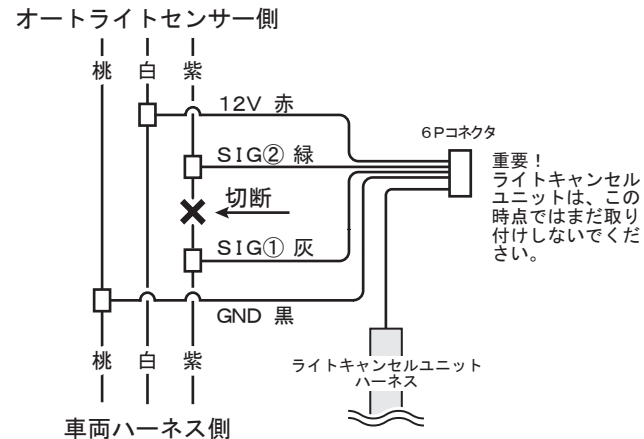 オートライトセンサー側
桃 白 紫
12V 赤
6Pコネクタ
SIG② 緑
重要！
ライトキャンセル
ユニットは、この
時点ではまだ取り
付けしないでくだ
さい。
切断
SIG① 灰
GND 黒
桃 白 紫
ライトキャンセルユニット
ハーネス
車両ハーネス側